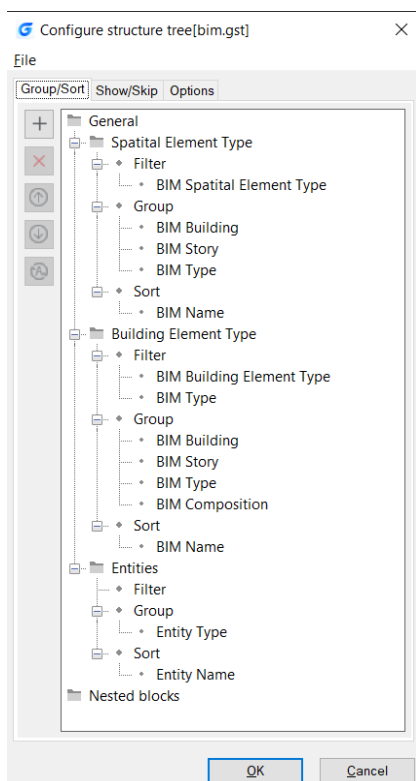 Configure structure tree[bim.gst]
File
Group/Sort Show/Skip Options
General
Spatital Element Type
Filter
BIM Spatital Element Type
Group
BIM Building
BIM Story
BIM Type
Sort
BIM Name
Building Element Type
Filter
BIM Building Element Type
BIM Type
Group
BIM Building
BIM Story
BIM Type
BIM Composition
Sort
BIM Name
Entities
Filter
Group
Entity Type
Sort
Entity Name
Nested blocks
OK Cancel